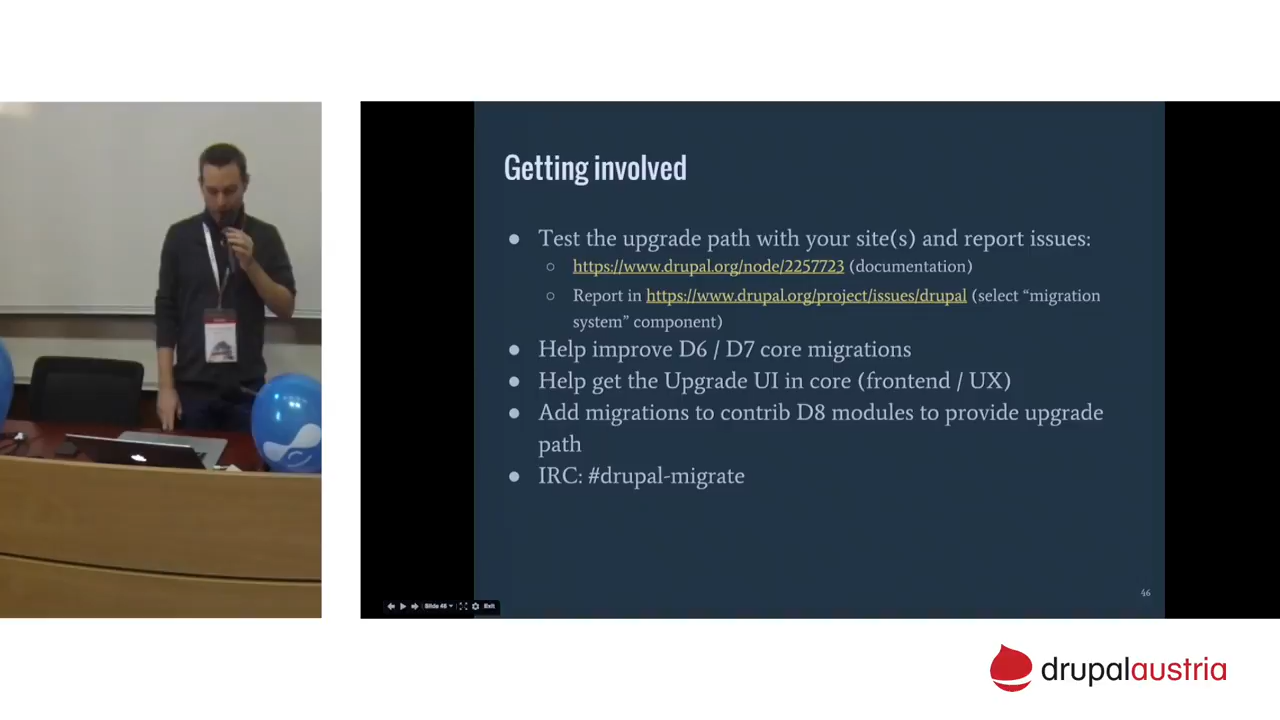 Getting involved
● Test the upgrade path with your site(s) and report issues:
○ https://www.drupal.org/node/2257723 (documentation)
○ Report in https://www.drupal.org/project/issues/drupal (select “migration
system” component)
● Help improve D6 / D7 core migrations
● Help get the Upgrade UI in core (frontend / UX)
● Add migrations to contrib D8 modules to provide upgrade
path
● IRC: #drupal-migrate
46
Slide 46
Exit
drupalaustria